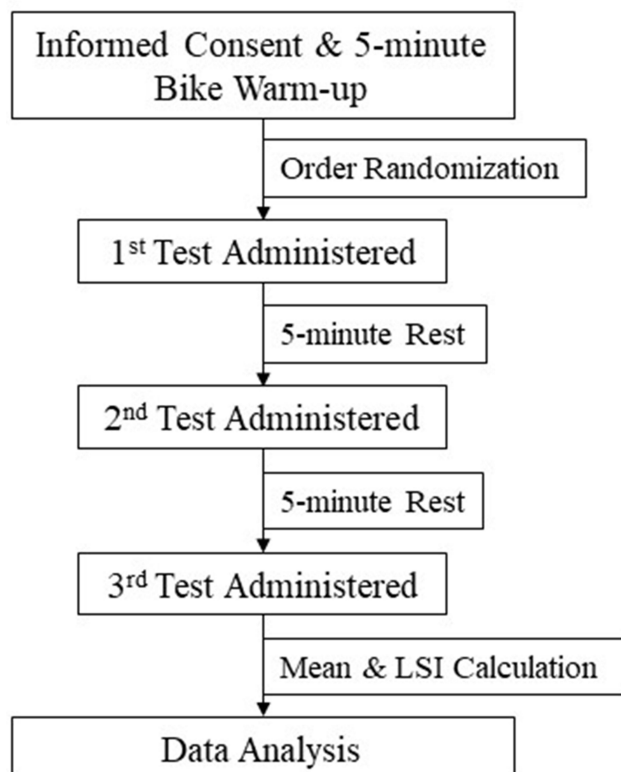 Informed Consent & 5-minute
Bike Warm-up
Order Randomization
1st Test Administered
5-minute Rest
2nd Test Administered
5-minute Rest
3rd Test Administered
Mean & LSI Calculation
Data Analysis